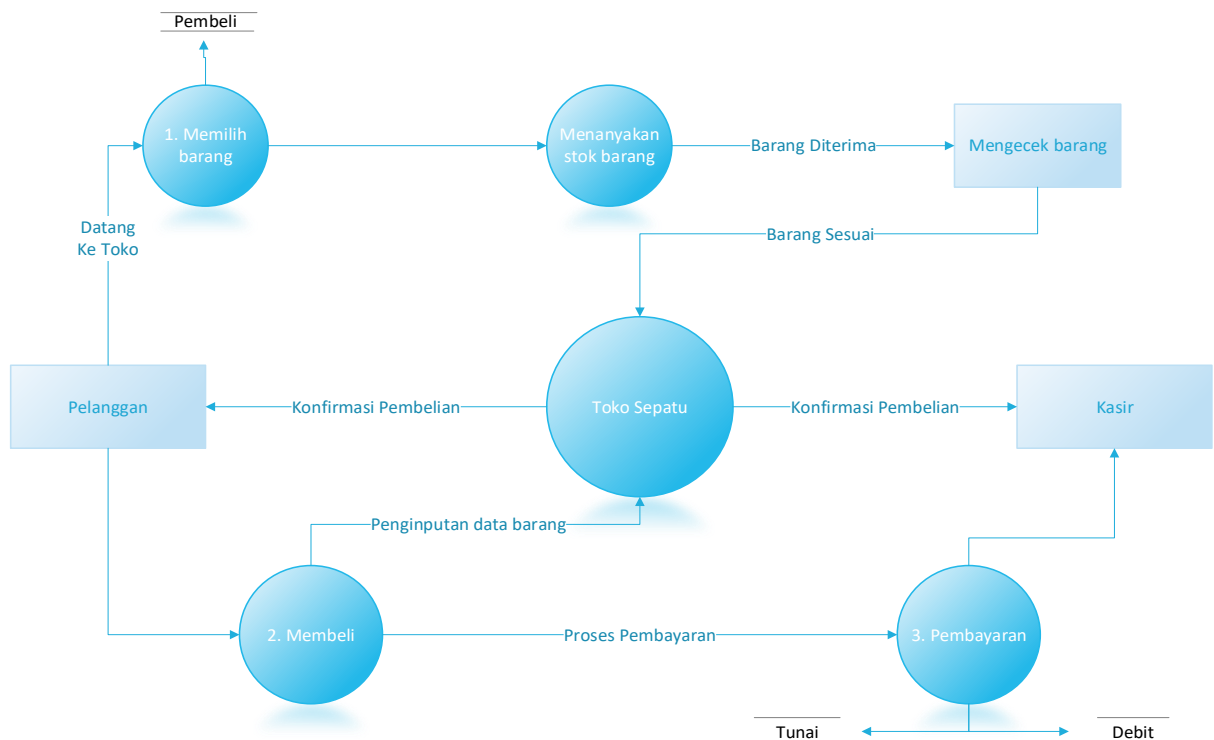 Pembeli
1. Memilih
barang
Menanyakan
stok barang
Barang Diterima
Mengecek barang
Datang
Ke Toko
Barang Sesuai
Pelanggan
Konfirmasi Pembelian
Toko Sepatu
Konfirmasi Pembelian
Kasir
Penginputan data barang
2. Membeli
Proses Pembayaran
3. Pembayaran
Tunai
Debit